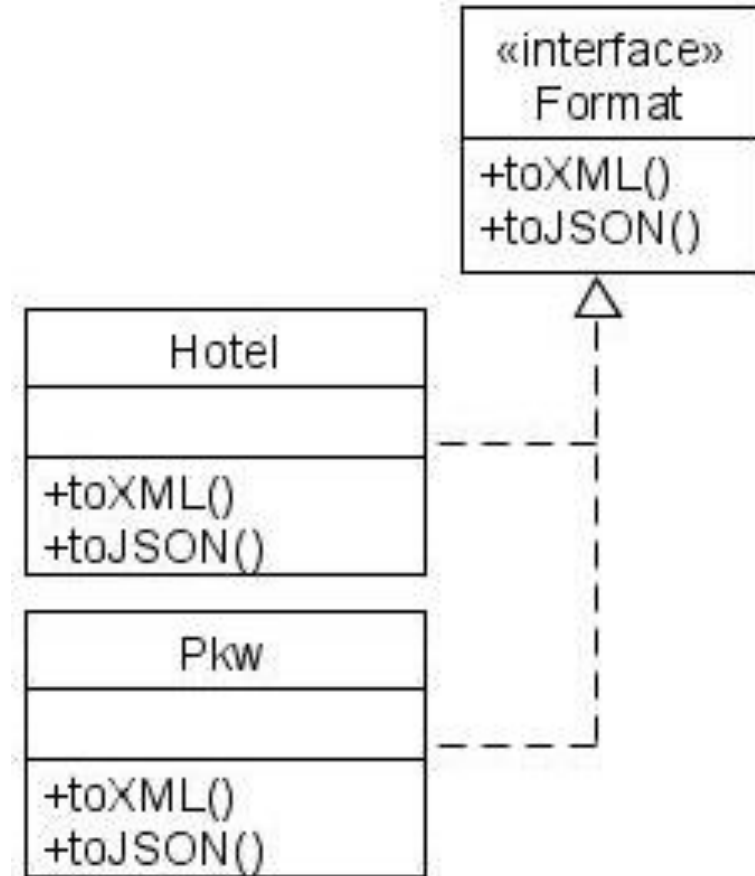 «interface»
Format
+toXML()
+toJSON()
Hotel
+toXML()
+toJSON()
Pkw
+toXML()
+toJSON()